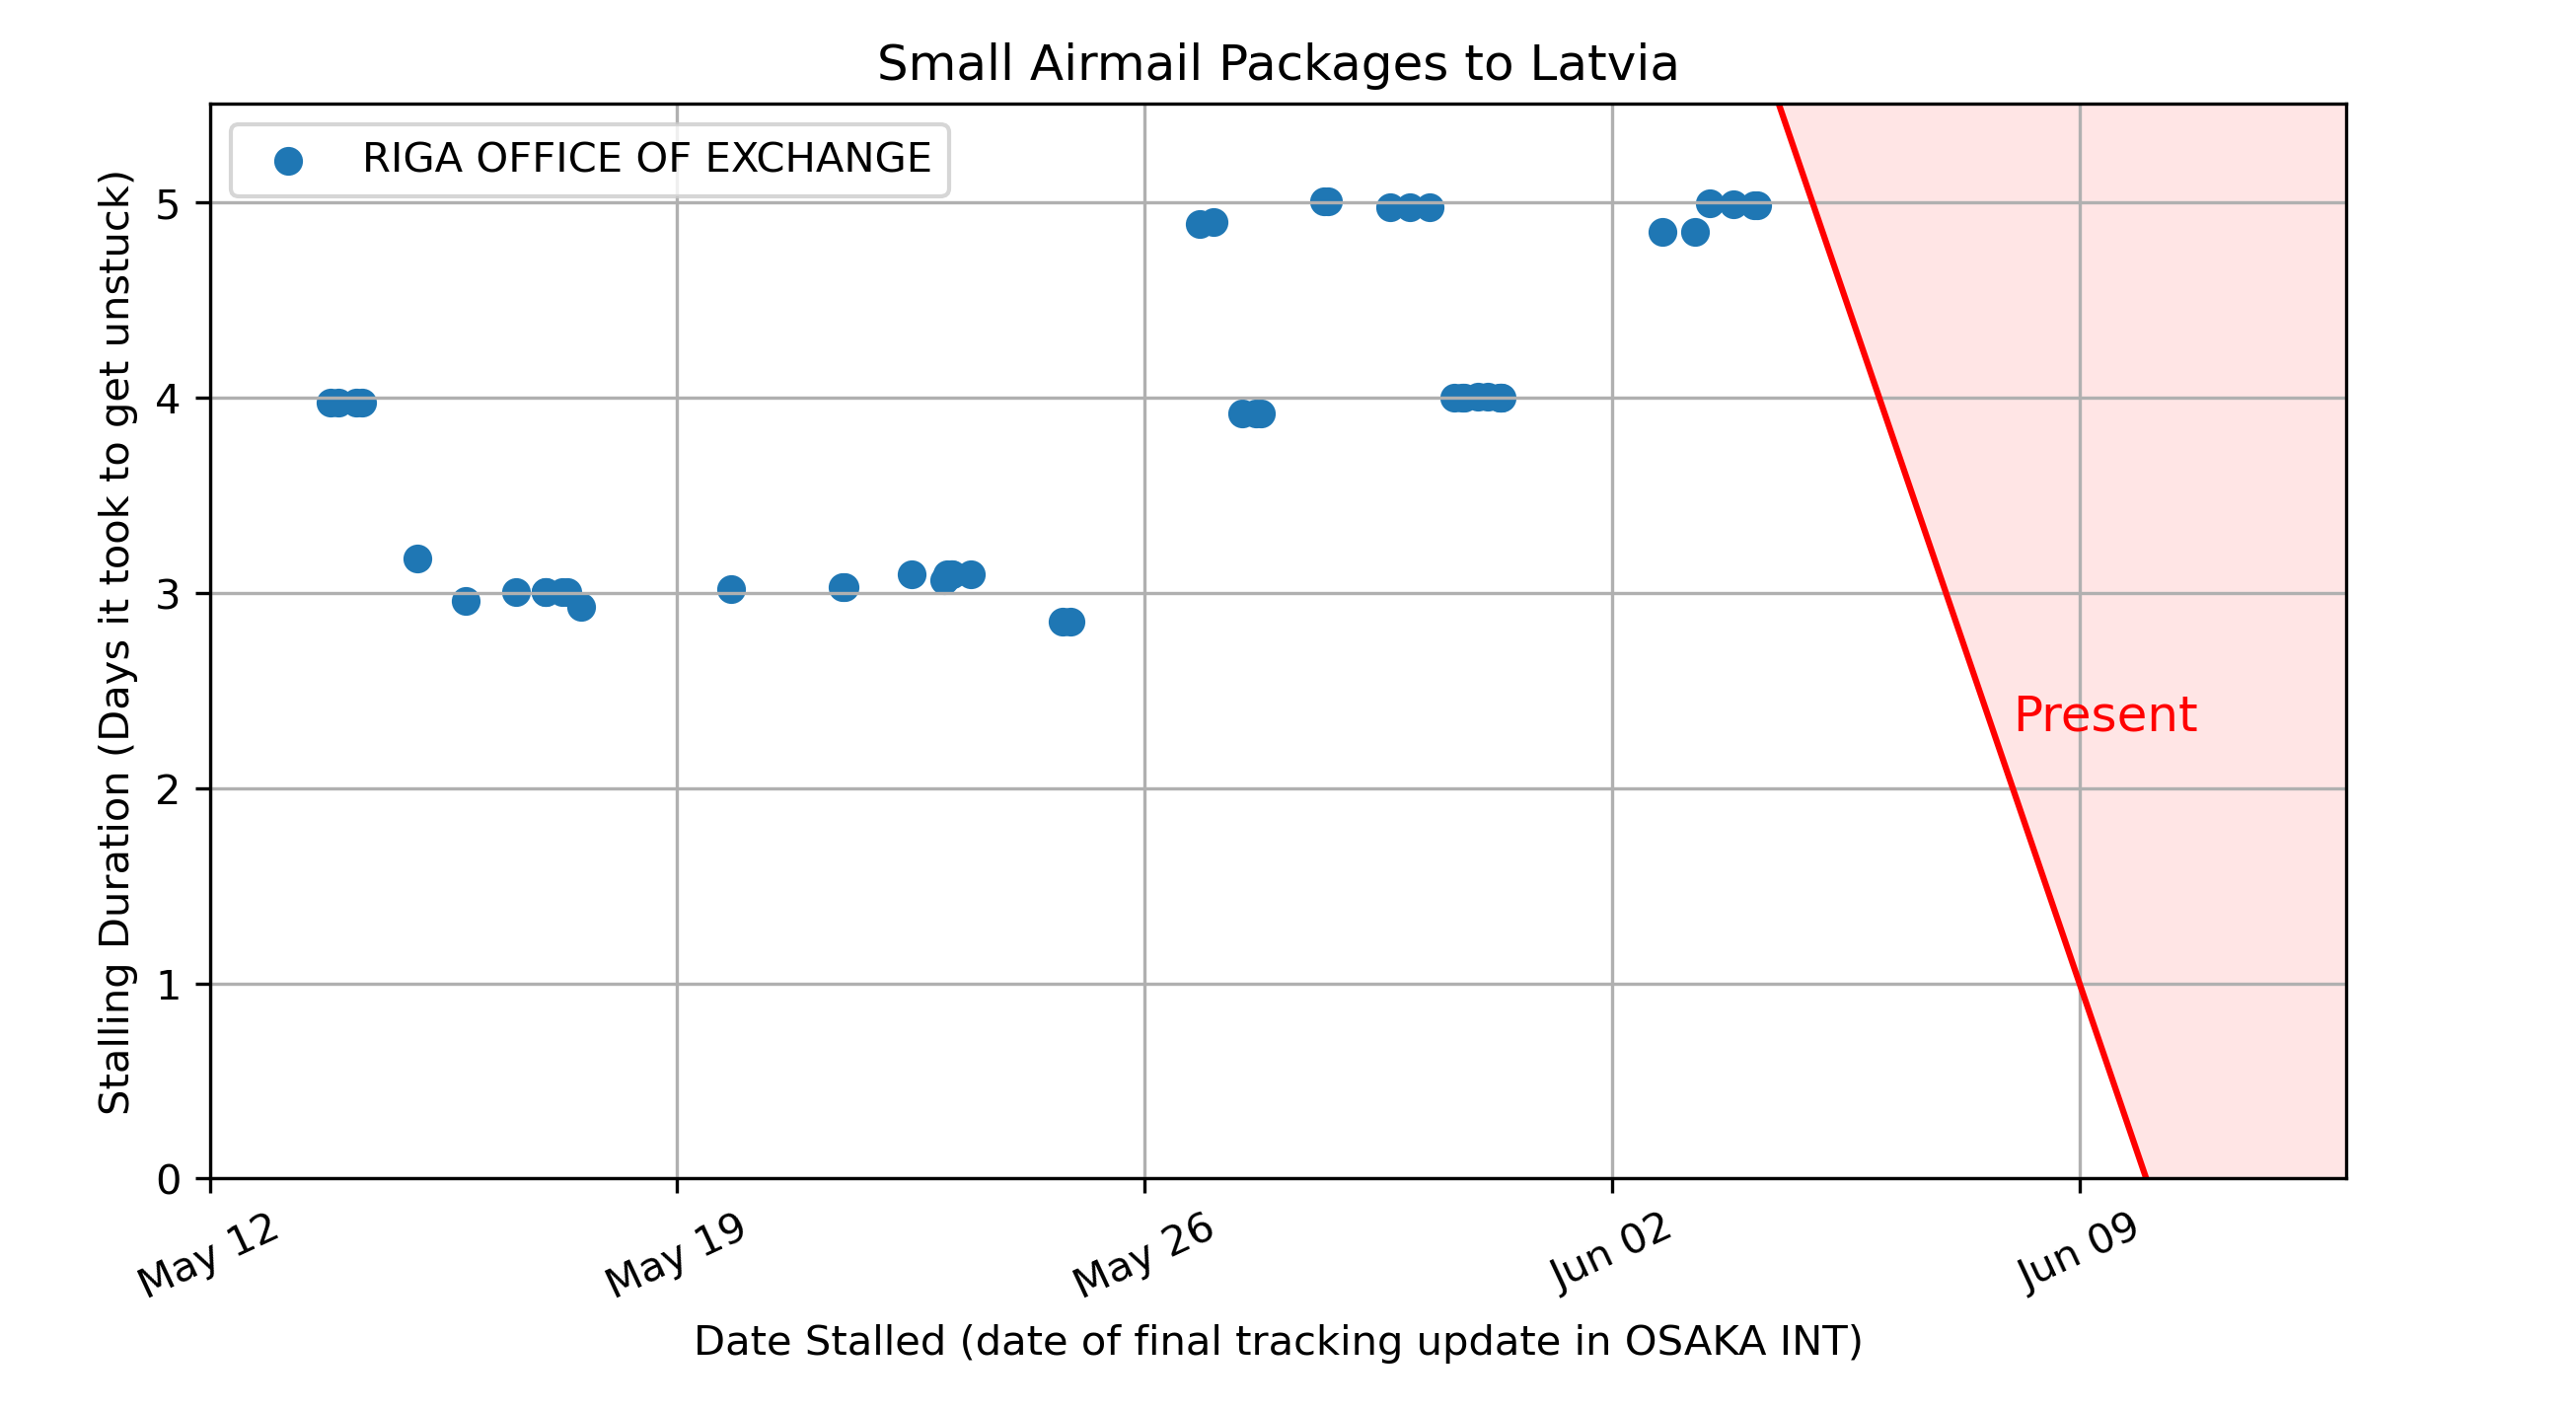 Small Airmail Packages to Latvia
RIGA OFFICE OF EXCHANGE
Stalling Duration (Days it took to get unstuck)
5
4
3
2
1
0
Present
May 12
May 19
May 26
Jun 02
Jun 09
Date Stalled (date of final tracking update in OSAKA INT)